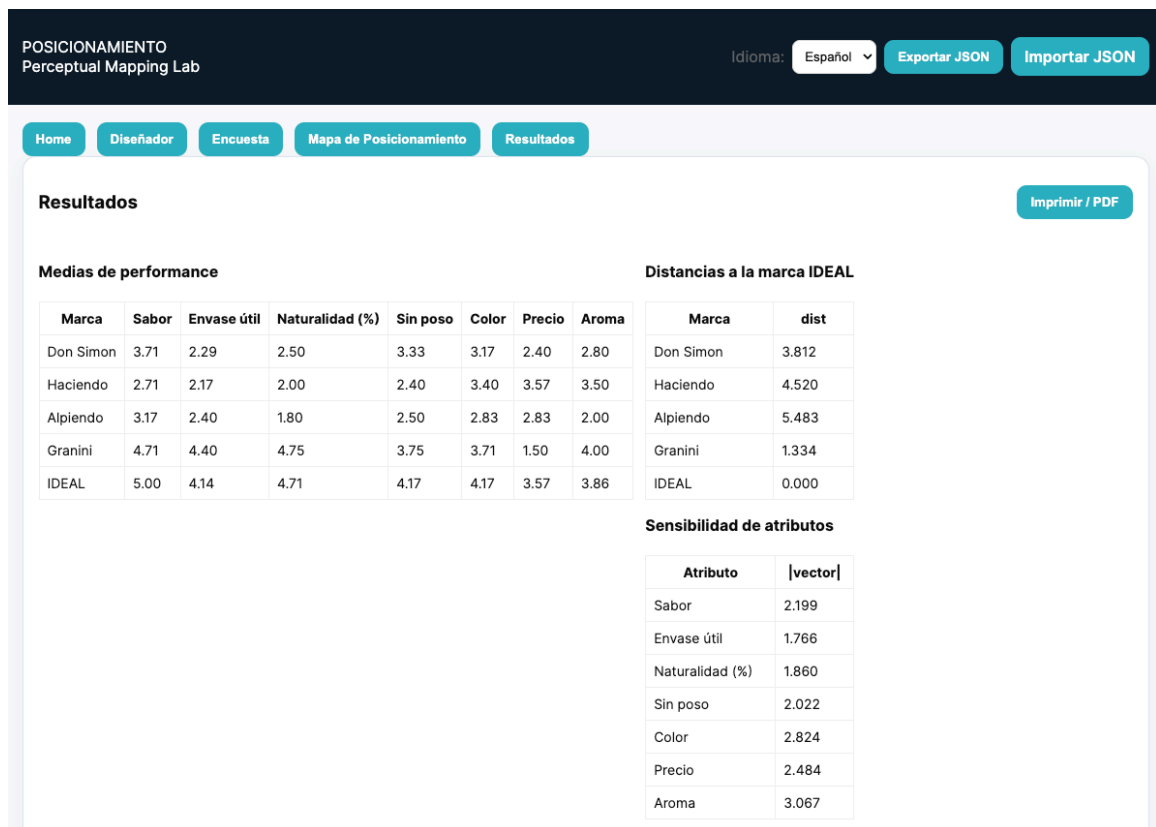 POSICIONAMIENTO
Perceptual Mapping Lab
Idioma: Español Exportar JSON Importar JSON
Home Diseñador Encuesta Mapa de Posicionamiento Resultados
Resultados
Imprimir / PDF
Medias de performance
Marca Sabor Envase útil Naturalidad (%) Sin poso Color Precio Aroma
Don Simon 3.71 2.29 2.50 3.33 3.17 2.40 2.80
Haciendo 2.71 2.17 2.00 2.40 3.40 3.57 3.50
Alpiendo 3.17 2.40 1.80 2.50 2.83 2.83 2.00
Granini 4.71 4.40 4.75 3.75 3.71 1.50 4.00
IDEAL 5.00 4.14 4.71 4.17 4.17 3.57 3.86
Distancias a la marca IDEAL
Marca dist
Don Simon 3.812
Haciendo 4.520
Alpiendo 5.483
Granini 1.334
IDEAL 0.000
Sensibilidad de atributos
Atributo |vector|
Sabor 2.199
Envase útil 1.766
Naturalidad (%) 1.860
Sin poso 2.022
Color 2.824
Precio 2.484
Aroma 3.067